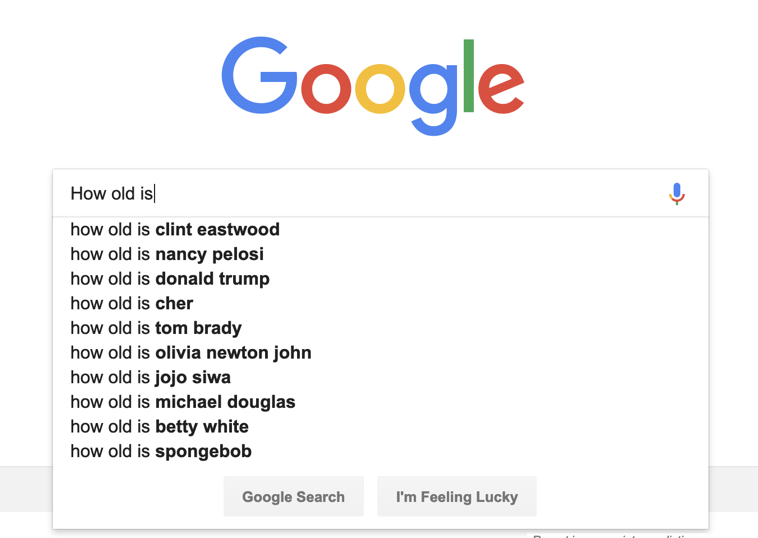 Google
How old is
how old is clint eastwood
how old is nancy pelosi
how old is donald trump
how old is cher
how old is tom brady
how old is olivia newton john
how old is jojo siwa
how old is michael douglas
how old is betty white
how old is spongebob
Google Search
I'm Feeling Lucky